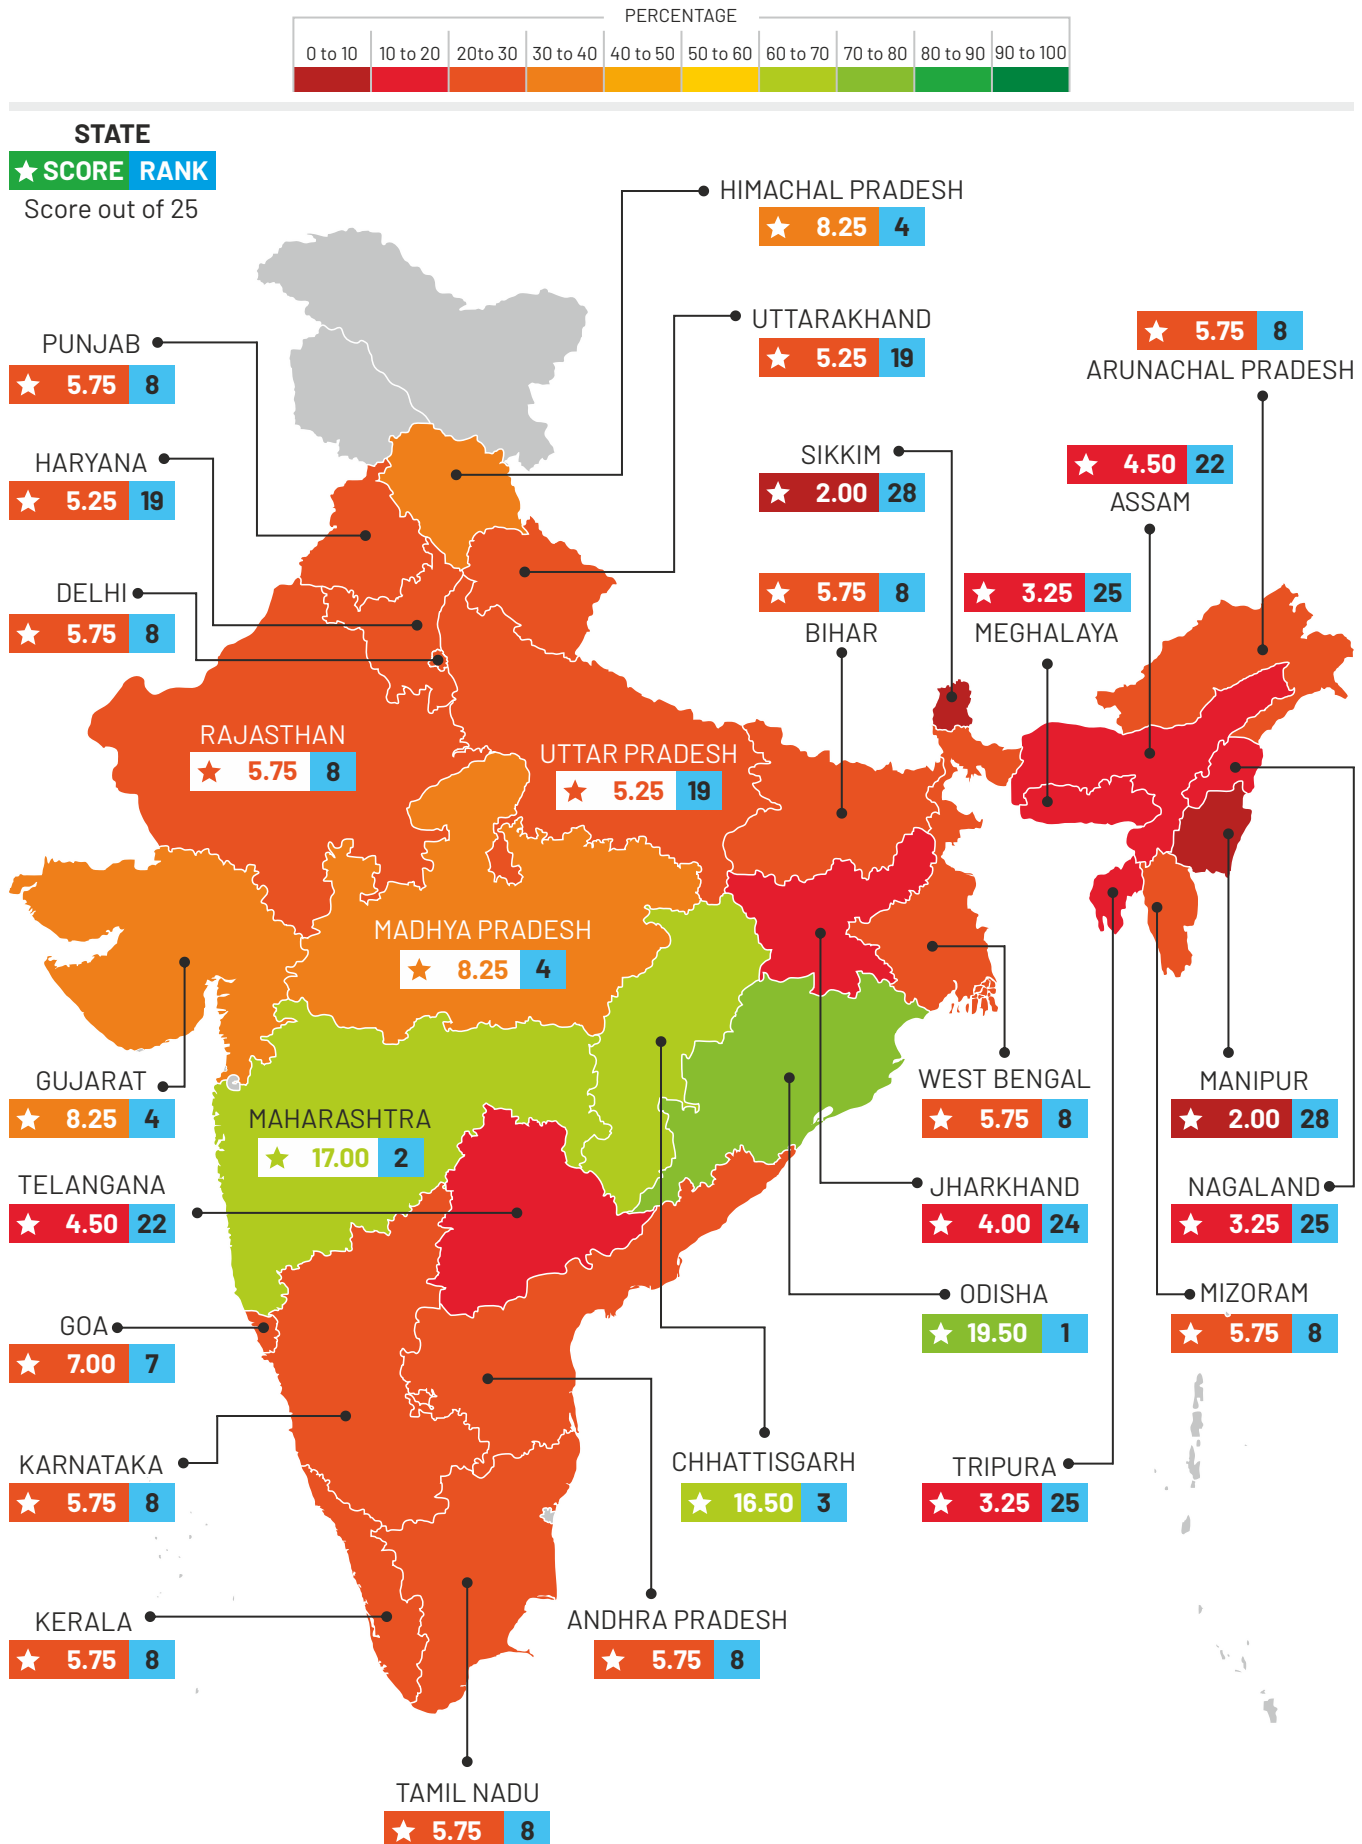 PERCENTAGE
0 to 10 10 to 20 20to 30 30 to 40 40 to 50 50 to 60 60 to 70 70 to 80 80 to 90 90 to 100
STATE
SCORE RANK
Score out of 25
HIMACHAL PRADESH
8.25 4
UTTARAKHAND
5.25 19
5.75 8
ARUNACHAL PRADESH
PUNJAB
5.75 8
HARYANA
5.25 19
SIKKIM
2.00 28
4.50 22
ASSAM
DELHI
5.75 8
5.75 8
BIHAR
3.25 25
MEGHALAYA
RAJASTHAN
5.75 8
UTTAR PRADESH
5.25 19
MADHYA PRADESH
8.25 4
GUJARAT
8.25 4
MAHARASHTRA
17.00 2
WEST BENGAL
5.75 8
MANIPUR
2.00 28
TELANGANA
4.50 22
JHARKHAND
4.00 24
NAGALAND
3.25 25
GOA
7.00 7
ODISHA
19.50 1
MIZORAM
5.75 8
KARNATAKA
5.75 8
CHHATTISGARH
16.50 3
TRIPURA
3.25 25
KERALA
5.75 8
ANDHRA PRADESH
5.75 8
TAMIL NADU
5.75 8